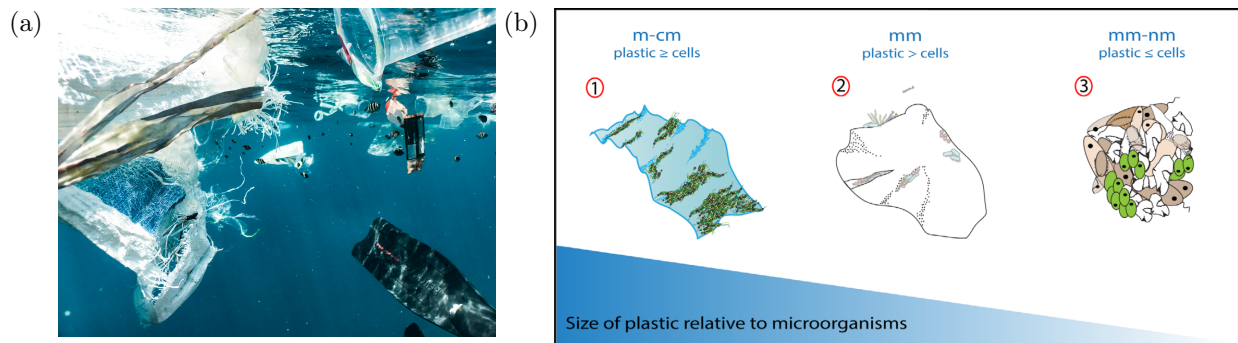 (a)
(b)
m-cm
plastic ≥ cells
mm
plastic > cells
mm-nm
plastic ≤ cells
1
2
3
Size of plastic relative to microorganisms